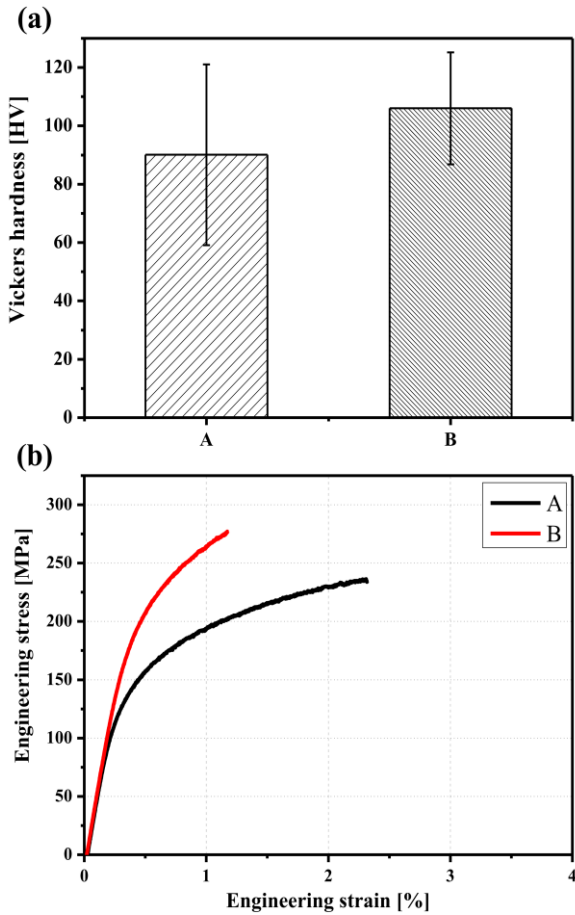 (a)
Vickers hardness [HV]
120
100
80
60
40
20
0
A
B
(b)
Engineering stress [MPa]
300
250
200
150
100
50
0
A
B
0
1
2
3
4
Engineering strain [%]